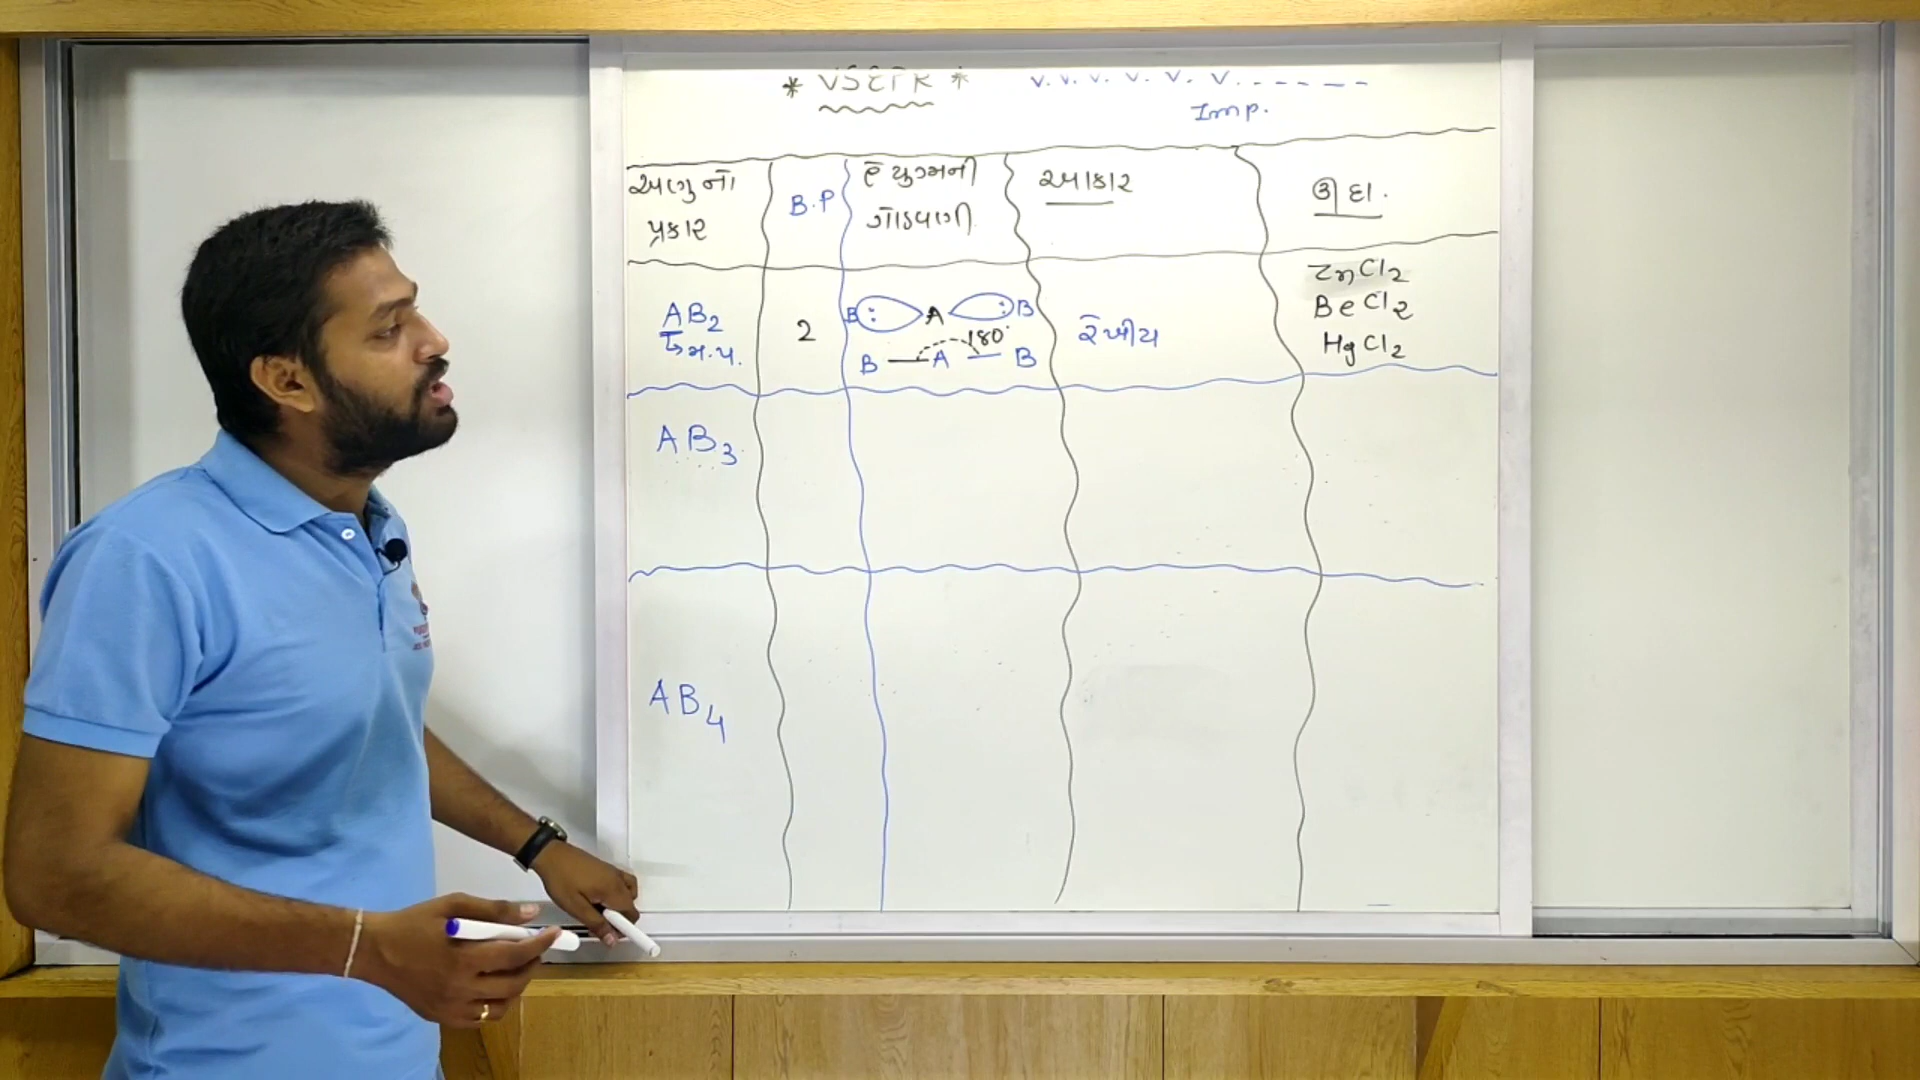 * VSEPR * V. V. V. V. V. V. - - - - - -
Imp.
અણુનો પ્રકાર
B.P
e⁻ યુગ્મની ગોઠવણી
આકાર
ઉદા.
AB₂
↳ મ.પ.
2
B : A : B
B — A — B 180°
રેખીય
ZnCl₂
BeCl₂
HgCl₂
AB₃
AB₄